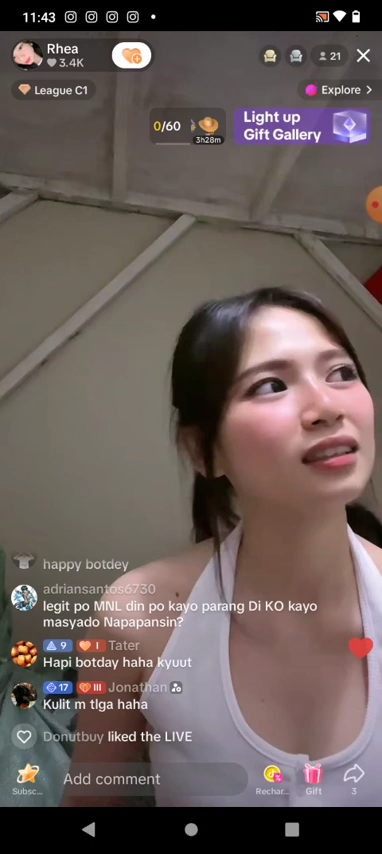 11:43
Rhea
3.4K
21
League C1
Explore >
0/60
3h28m
Light up
Gift Gallery
happy botdey
adriansantos6730
legit po MNL din po kayo parang Di KO kayo
masyado Napapansin?
9 I Tater
Hapi botday haha kyuut
17 III Jonathan
Kulit m tlga haha
Donutbuy liked the LIVE
Subsc...
Add comment
Rechar...
Gift
3